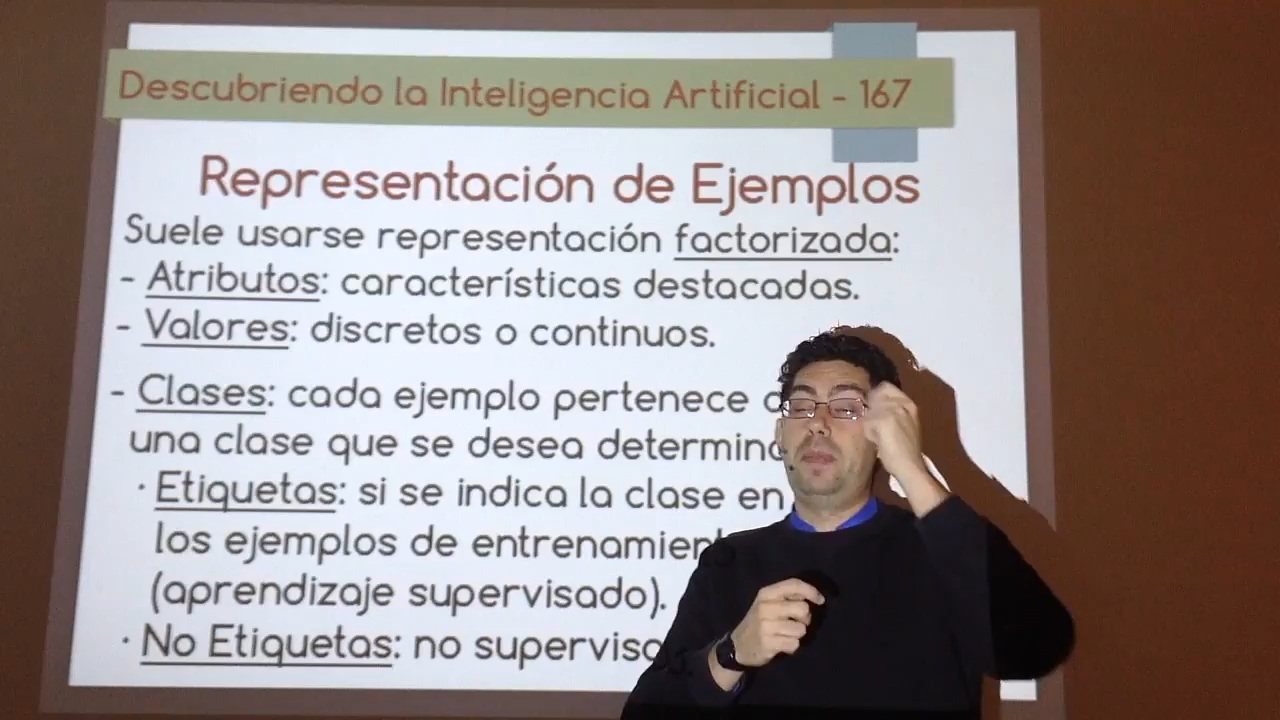 Descubriendo la Inteligencia Artificial - 167
Representación de Ejemplos
Suele usarse representación factorizada:
- Atributos: características destacadas.
- Valores: discretos o continuos.
- Clases: cada ejemplo pertenece a
una clase que se desea
· Etiquetas: si se indica la clase en
los ejemplos de
(aprendizaje supervisado).
· No Etiquetas: no